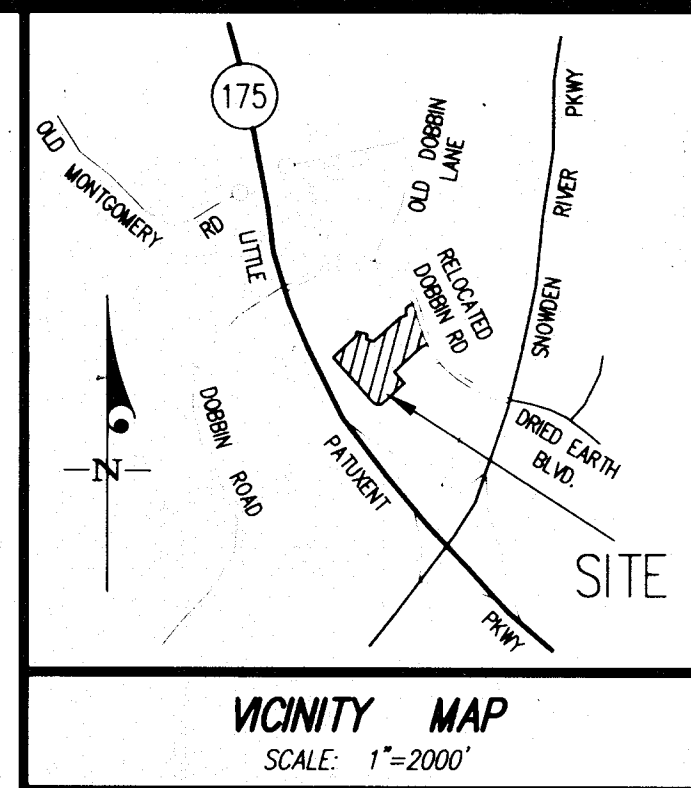 175
OLD
MONTGOMERY
RD
LITTLE
PATUXENT
PKWY
OLD DOBBIN
LANE
SNOWDEN RIVER PKWY
RELOCATED
DOBBIN RD
DOBBIN ROAD
DRIED EARTH
BLVD.
N
SITE
VICINITY MAP
SCALE: 1"=2000'